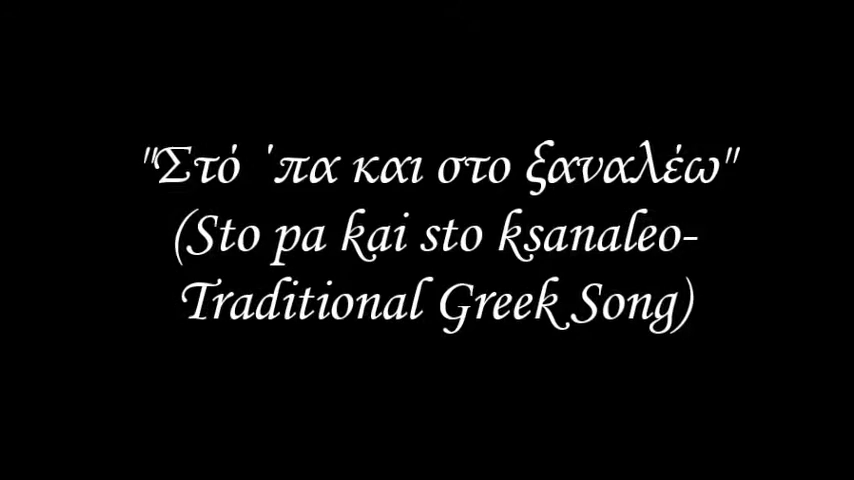 "Στό ΄πα και στο ξαναλέω"
(Sto pa kai sto ksanaleo-
Traditional Greek Song)